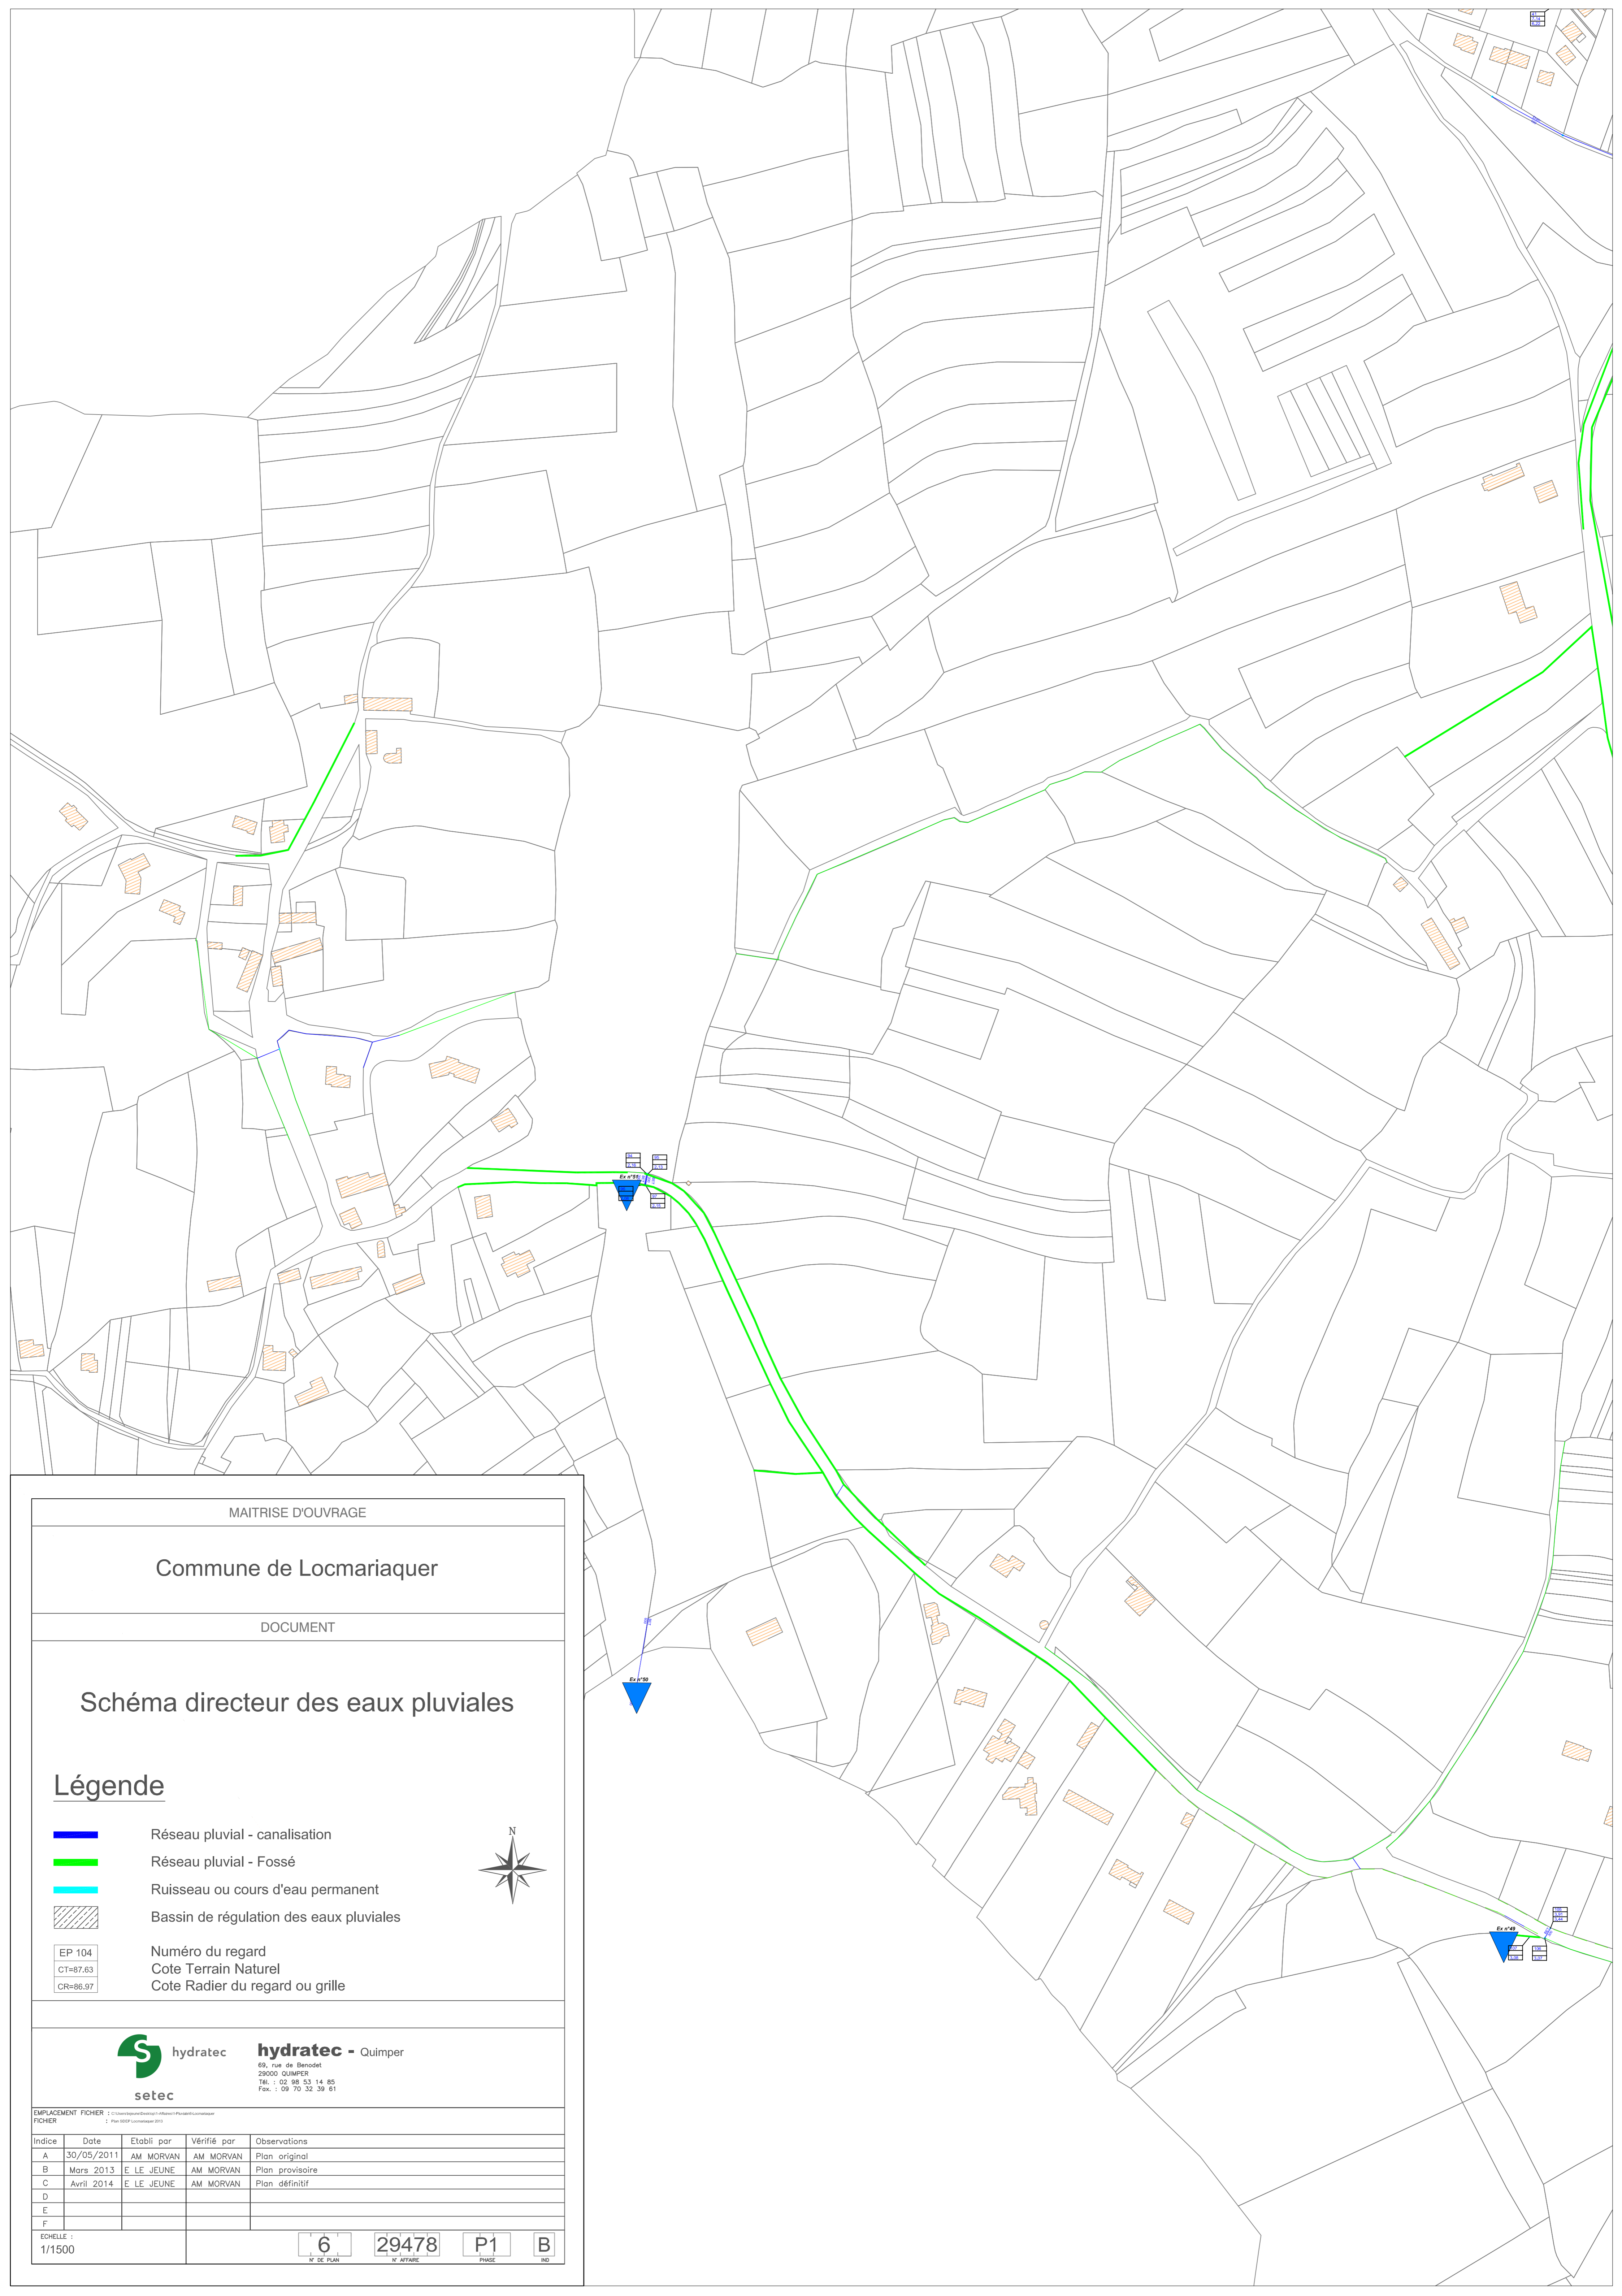 Ex n°51
Ex n°50
Ex n°49
MAITRISE D'OUVRAGE
Commune de Locmariaquer
DOCUMENT
Schéma directeur des eaux pluviales
Légende
Réseau pluvial - canalisation
Réseau pluvial - Fossé
Ruisseau ou cours d'eau permanent
Bassin de régulation des eaux pluviales
N
EP 104 Numéro du regard
CT=87.63 Cote Terrain Naturel
CR=86.97 Cote Radier du regard ou grille
S hydratec
setec
hydratec - Quimper
69, rue de Benodet
29000 QUIMPER
Tél. : 02 98 53 14 85
Fax. : 09 70 32 39 61
EMPLACEMENT FICHIER :
FICHIER : Plan SDEP Locmariaquer 2013
Indice Date Etabli par Vérifié par Observations
A 30/05/2011 AM MORVAN AM MORVAN Plan original
B Mars 2013 E LE JEUNE AM MORVAN Plan provisoire
C Avril 2014 E LE JEUNE AM MORVAN Plan définitif
D
E
F
ECHELLE :
1/1500
6 29478 P1 B
N° DE PLAN N° AFFAIRE PHASE IND